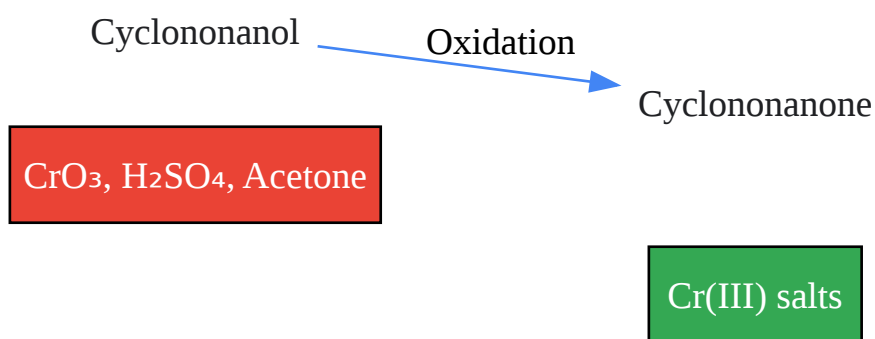 Cyclononanol
Oxidation
Cyclononanone
CrO₃, H₂SO₄, Acetone
Cr(III) salts